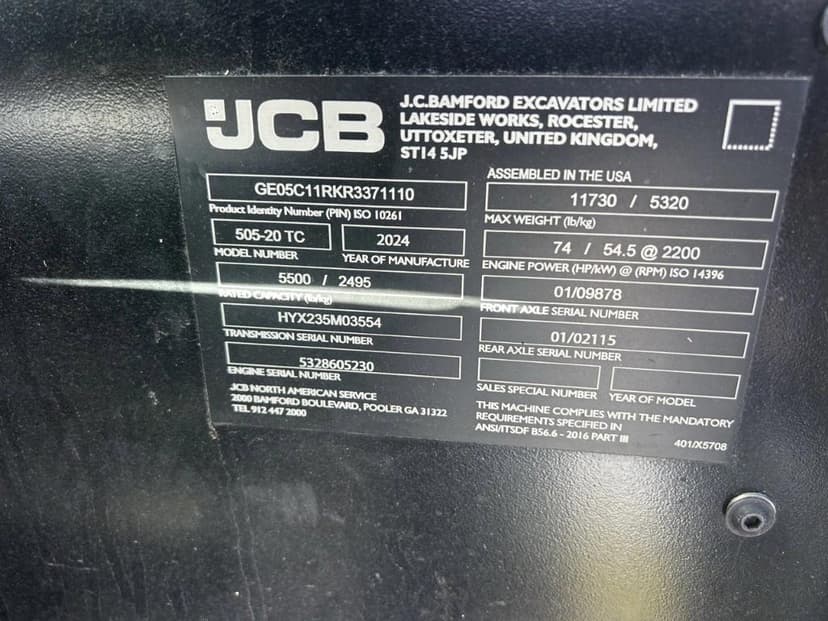 JCB
J.C.BAMFORD EXCAVATORS LIMITED
LAKESIDE WORKS, ROCESTER,
UTTOXETER, UNITED KINGDOM,
ST14 5JP
GE05C11RKR3371110
Product Identity Number (PIN) ISO 10261
505-20 TC
MODEL NUMBER
2024
YEAR OF MANUFACTURE
5500 / 2495
RATED CAPACITY (lb/kg)
HYX235M03554
TRANSMISSION SERIAL NUMBER
5328605230
ENGINE SERIAL NUMBER
JCB NORTH AMERICAN SERVICE
2000 BAMFORD BOULEVARD, POOLER GA 31322
TEL 912 447 2000
ASSEMBLED IN THE USA
11730 / 5320
MAX WEIGHT (lb/kg)
74 / 54.5 @ 2200
ENGINE POWER (HP/kW) @ (RPM) ISO 14396
01/09878
FRONT AXLE SERIAL NUMBER
01/02115
REAR AXLE SERIAL NUMBER
SALES SPECIAL NUMBER
YEAR OF MODEL
THIS MACHINE COMPLIES WITH THE MANDATORY
REQUIREMENTS SPECIFIED IN
ANSI/ITSDF B56.6 - 2016 PART III
401/X5708